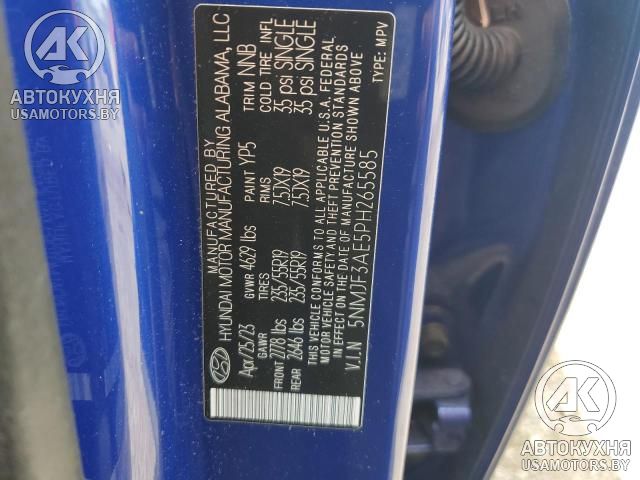 MANUFACTURED BY
HYUNDAI MOTOR MANUFACTURING ALABAMA, LLC
Apr/25/23 GVWR 4629 lbs PAINT YP5 TRIM NNB
GAWR TIRES RIMS COLD TIRE INFL
FRONT 2778 lbs 235/55R19 7.5JX19 35 psi SINGLE
REAR 2646 lbs 235/55R19 7.5JX19 35 psi SINGLE
THIS VEHICLE CONFORMS TO ALL APPLICABLE U.S.A. FEDERAL
MOTOR VEHICLE SAFETY AND THEFT PREVENTION STANDARDS
IN EFFECT ON THE DATE OF MANUFACTURE SHOWN ABOVE.
V.I.N 5NMJF3AE5PH265585 TYPE: MPV
АВТОКУХНЯ
USAMOTORS.BY
АВТОКУХНЯ
USAMOTORS.BY